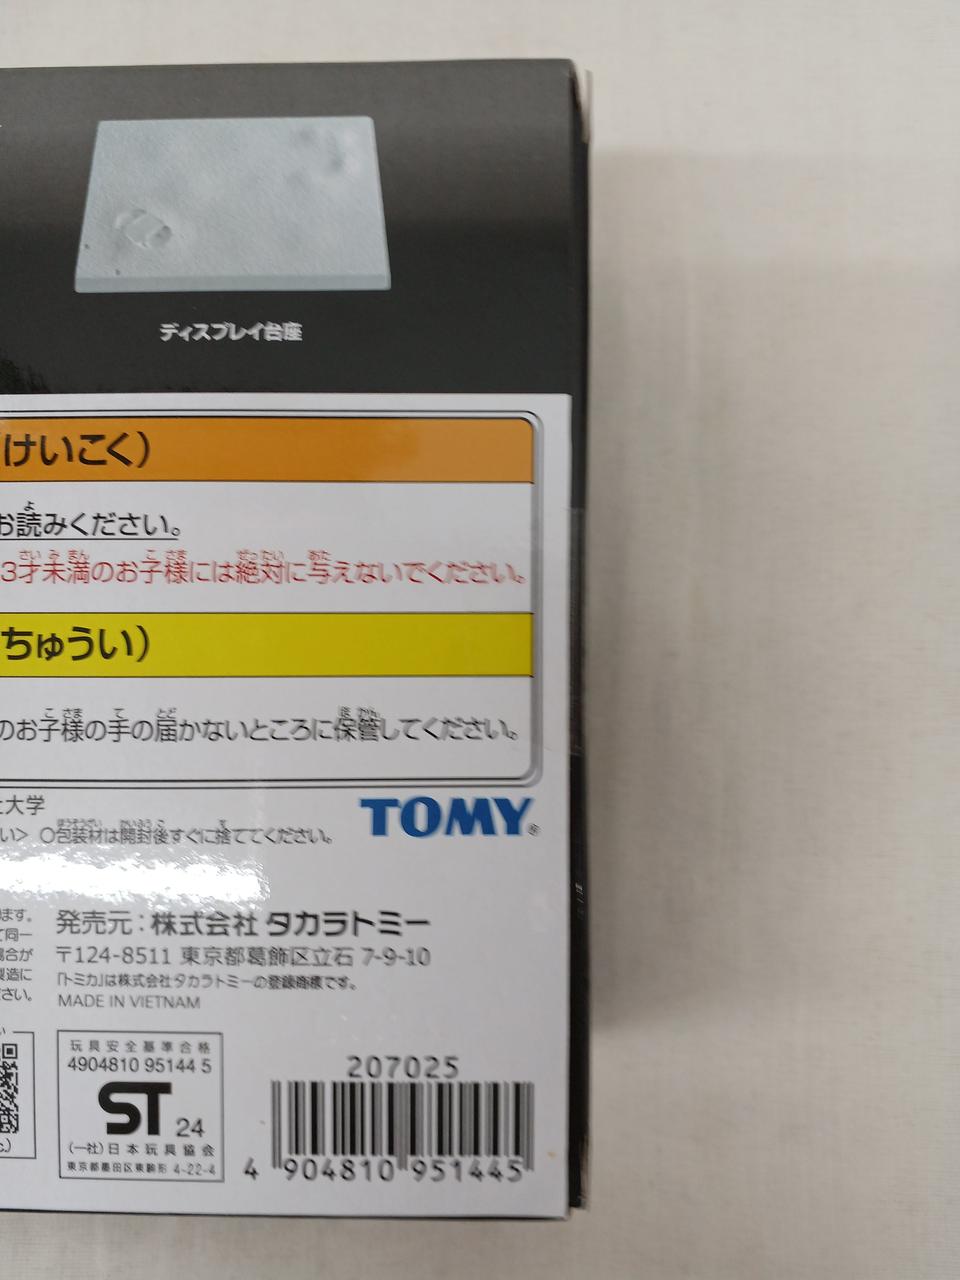 ディスプレイ台座
（けいこく）
お読みください。
3才未満のお子様には絶対に与えないでください。
ちゅうい）
のお子様の手の届かないところに保管してください。
大学
TOMY®
い> ○包装材は開封後すぐに捨ててください。
ます。
て同一
場合が
製造に
ださい。
発売元：株式会社 タカラトミー
〒124-8511 東京都葛飾区立石 7-9-10
「トミカ」は株式会社タカラトミーの登録商標です。
MADE IN VIETNAM
玩具安全基準合格
4904810 95144 5
ST 24
(一社)日本玩具協会
東京都墨田区東駒形 4-22-4
207025
4 904810 951445